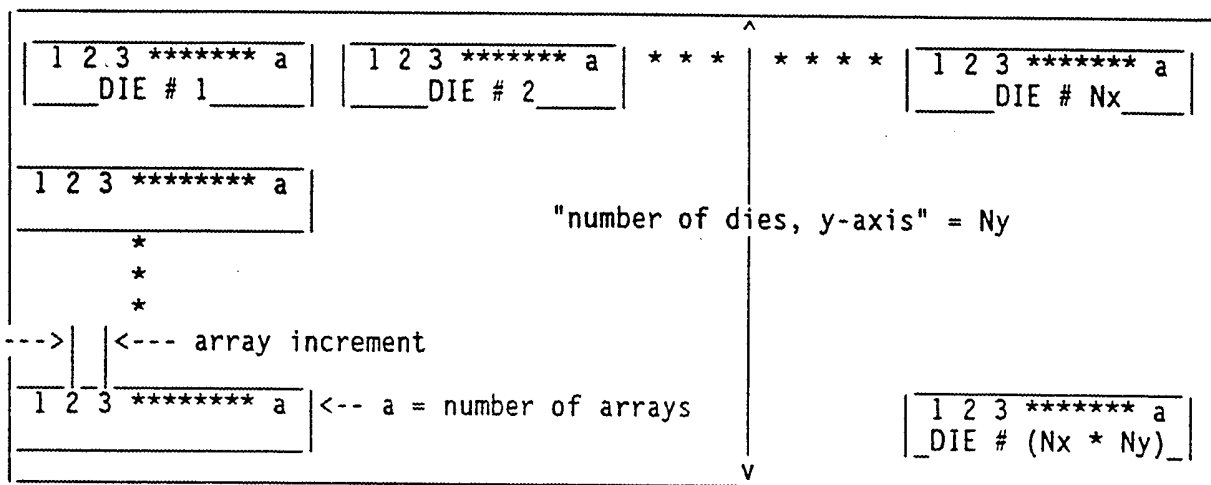 1 2 3 ******* a   1 2 3 ******* a   * * *   * * * *   1 2 3 ******* a
DIE # 1   DIE # 2   DIE # Nx
1 2 3 ******** a
"number of dies, y-axis" = Ny
*
*
*
--->| |<--- array increment
1 2 3 ******** a |<-- a = number of arrays   1 2 3 ******* a
DIE # (Nx * Ny)